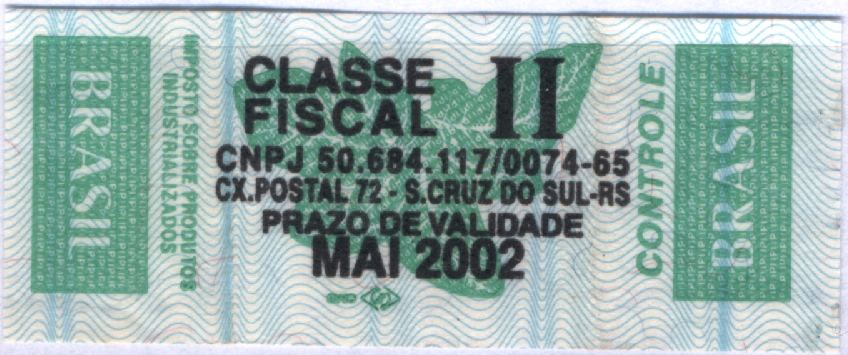 BRASIL
IMPOSTO SOBRE PRODUTOS
INDUSTRIALIZADOS
CLASSE II
FISCAL
CNPJ 50.684.117/0074-65
CX.POSTAL 72 - S.CRUZ DO SUL-RS
PRAZO DE VALIDADE
MAI 2002
CONTROLE
BRASIL